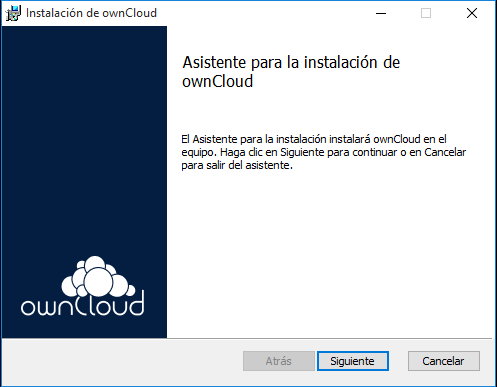 Instalación de ownCloud
Asistente para la instalación de
ownCloud
El Asistente para la instalación instalará ownCloud en el
equipo. Haga clic en Siguiente para continuar o en Cancelar
para salir del asistente.
ownCloud
Atrás Siguiente Cancelar